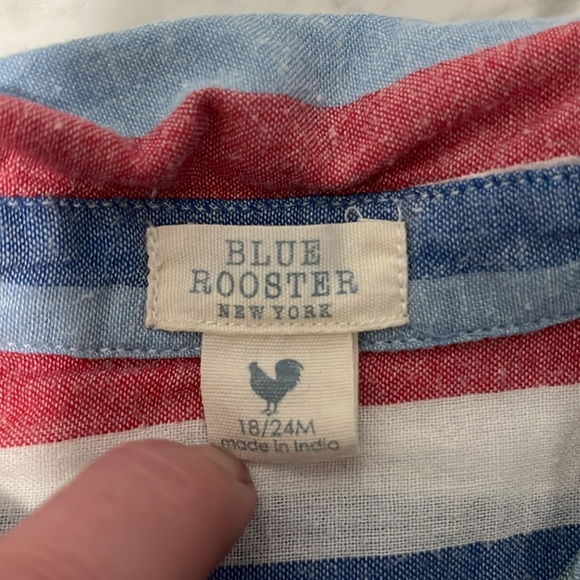 BLUE
ROOSTER
NEW YORK
18/24M
made in India